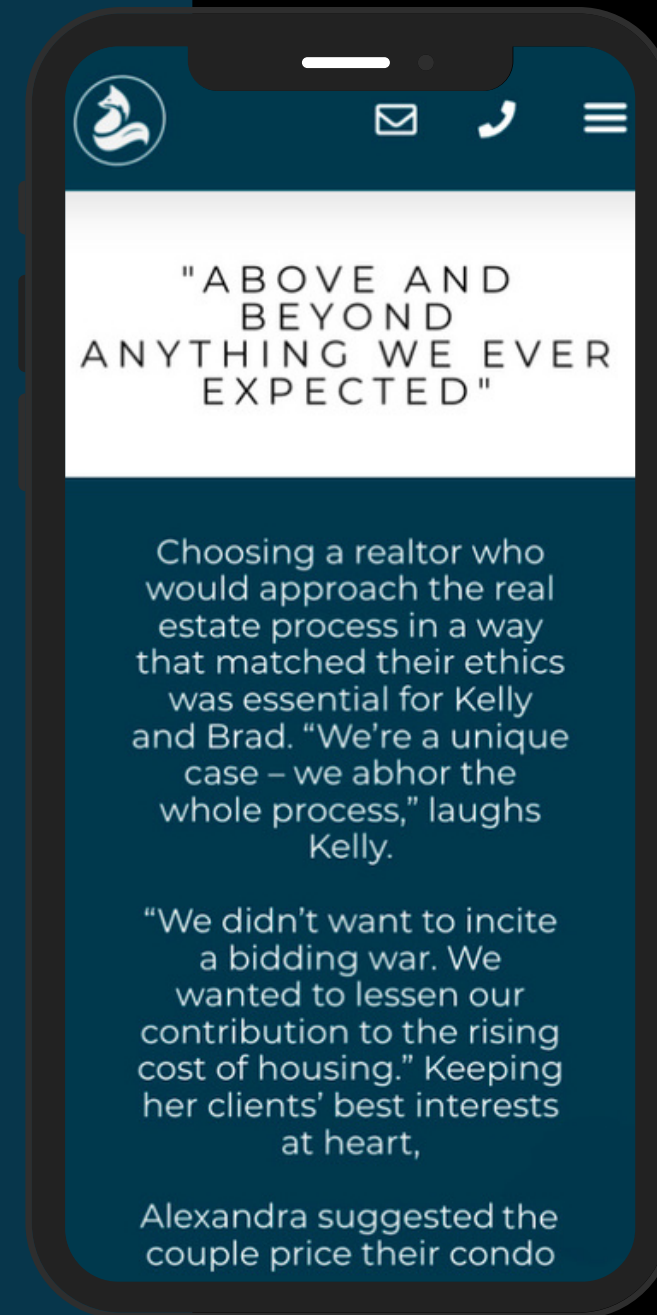 "ABOVE AND
BEYOND
ANYTHING WE EVER
EXPECTED"
Choosing a realtor who
would approach the real
estate process in a way
that matched their ethics
was essential for Kelly
and Brad. “We’re a unique
case – we abhor the
whole process,” laughs
Kelly.
“We didn’t want to incite
a bidding war. We
wanted to lessen our
contribution to the rising
cost of housing.” Keeping
her clients’ best interests
at heart,
Alexandra suggested the
couple price their condo